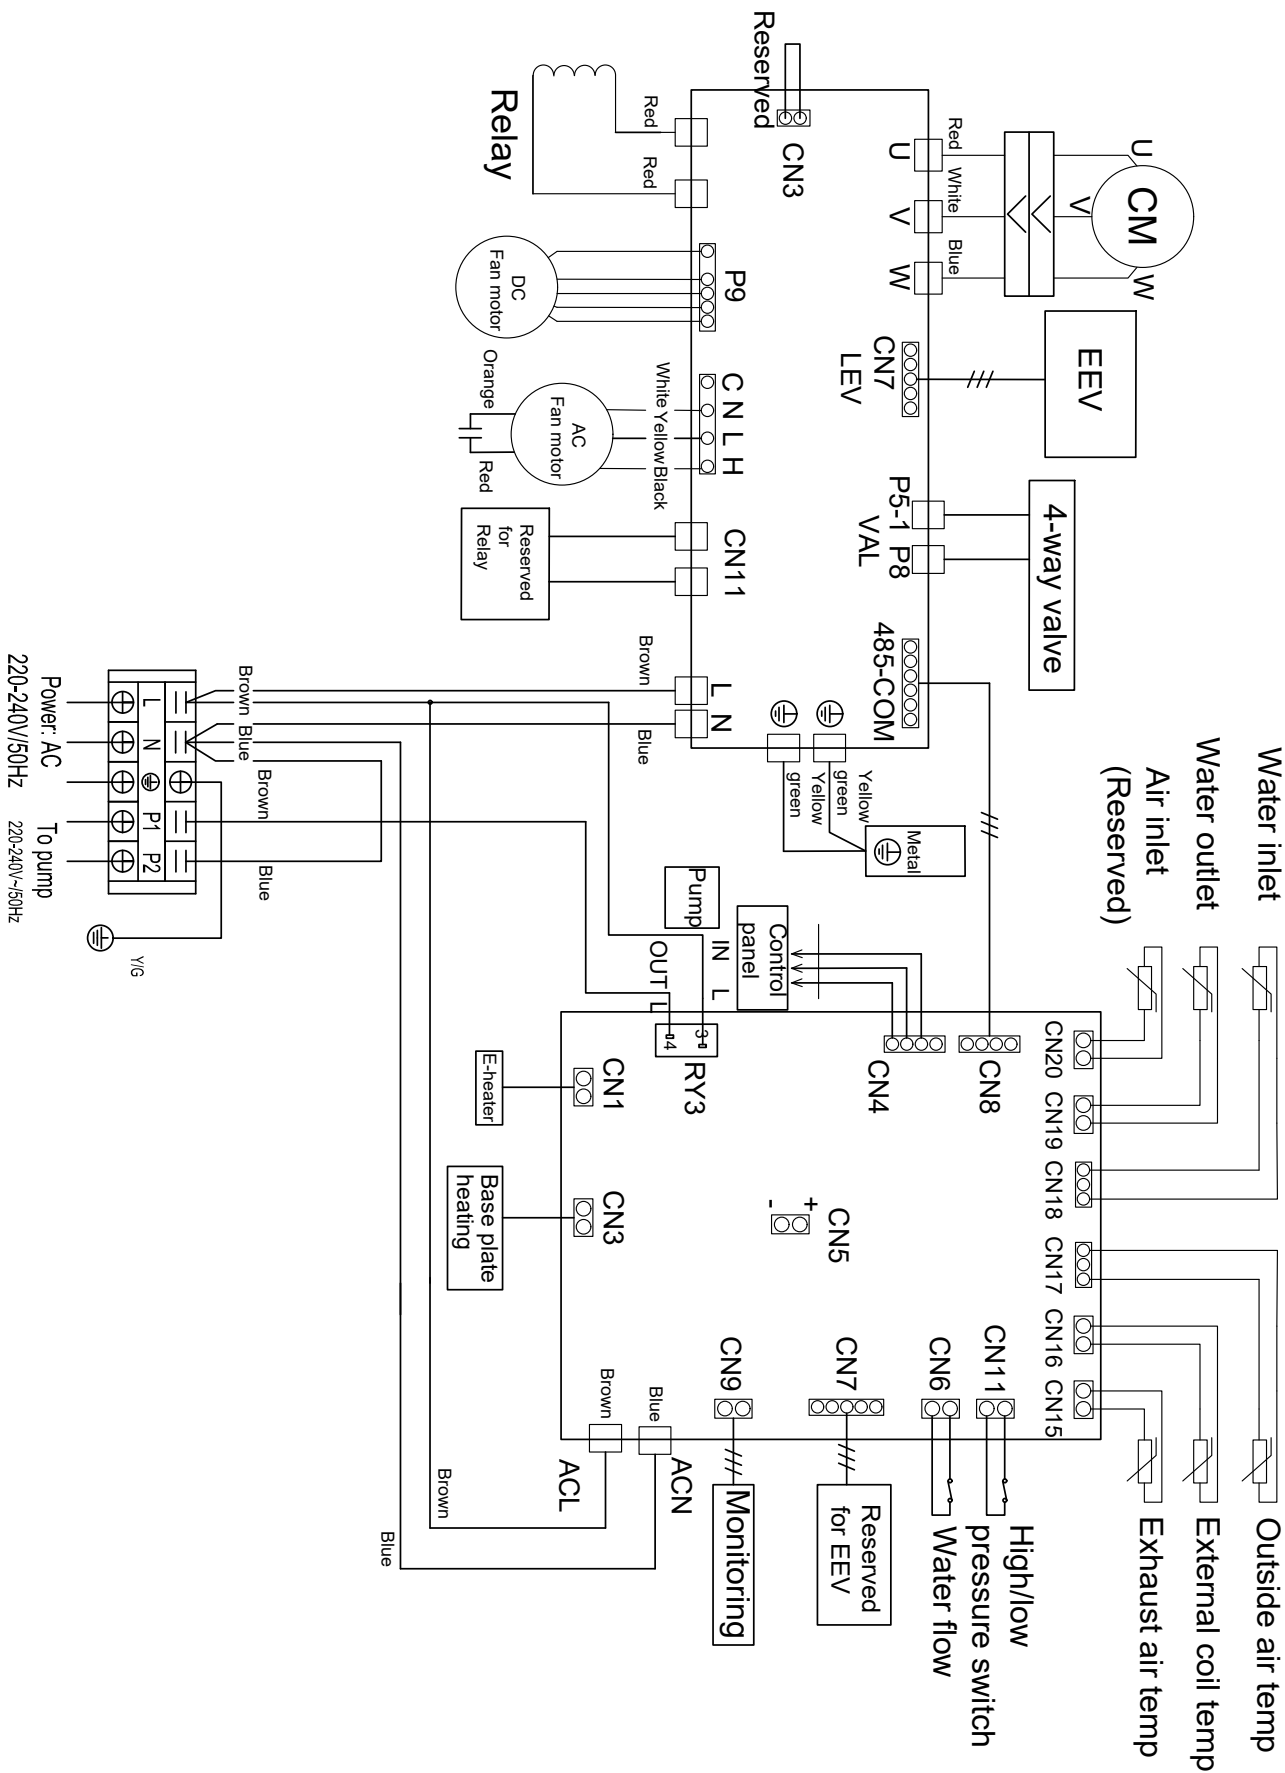 Water inlet
Water outlet
Air inlet
(Reserved)
Outside air temp
External coil temp
Exhaust air temp
High/low
pressure switch
Water flow
Reserved
for EEV
Monitoring
CN20
CN19
CN18
CN17
CN16
CN15
CN11
CN6
CN7
CN9
CN8
CN4
CN5
+
-
RY3
3
4
CN1
CN3
ACN
ACL
Blue
Brown
Brown
Blue
Control
panel
Pump
IN L
OUT L
E-heater
Base plate
heating
CM
U
V
W
Red
White
Blue
U
V
W
EEV
CN7
LEV
4-way valve
P5-1
P8
VAL
485-COM
Yellow
green
Yellow
green
Metal
Reserved
CN3
Relay
Red
Red
P9
DC
Fan motor
C N L H
White
Yellow
Black
AC
Fan motor
Orange
Red
CN11
Reserved
for
Relay
L
N
Brown
Blue
Brown
Blue
Brown
Blue
L
N
P1
P2
Power: AC
220-240V/50Hz
To pump
220-240V~/50Hz
Y/G